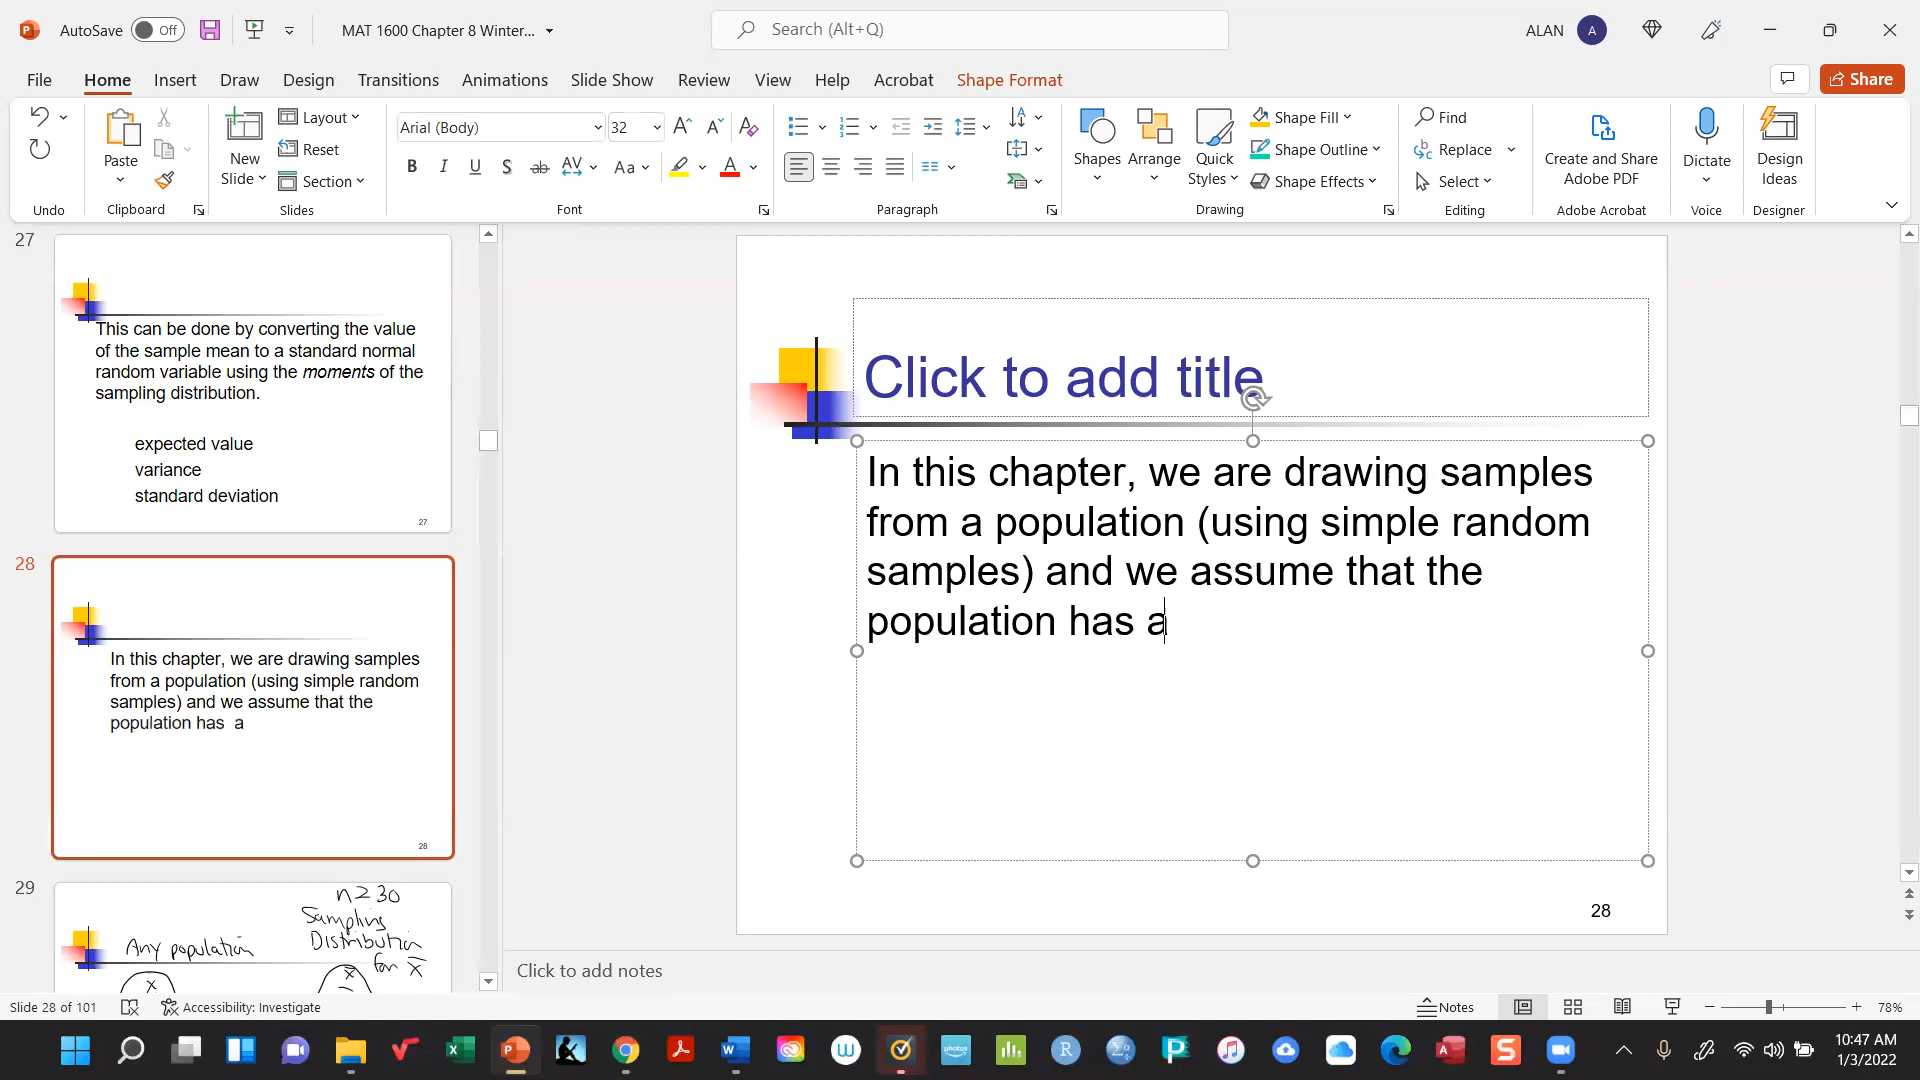 AutoSave Off
MAT 1600 Chapter 8 Winter...
Search (Alt+Q)
ALAN A
File Home Insert Draw Design Transitions Animations Slide Show Review View Help Acrobat Shape Format
Share
Undo
Paste
Clipboard
New
Slide
Layout
Reset
Section
Slides
Arial (Body) 32
Font
Paragraph
Shapes
Arrange
Quick
Styles
Shape Fill
Shape Outline
Shape Effects
Drawing
Find
Replace
Select
Editing
Create and Share
Adobe PDF
Adobe Acrobat
Dictate
Voice
Design
Ideas
Designer
27
This can be done by converting the value
of the sample mean to a standard normal
random variable using the moments of the
sampling distribution.
expected value
variance
standard deviation
27
28
In this chapter, we are drawing samples
from a population (using simple random
samples) and we assume that the
population has a
28
29
n ≥ 30
Sampling
Distribution
for x̄
Any population
x
x̄
Click to add title
In this chapter, we are drawing samples
from a population (using simple random
samples) and we assume that the
population has a
28
Click to add notes
Slide 28 of 101
Accessibility: Investigate
Notes
78%
10:47 AM
1/3/2022